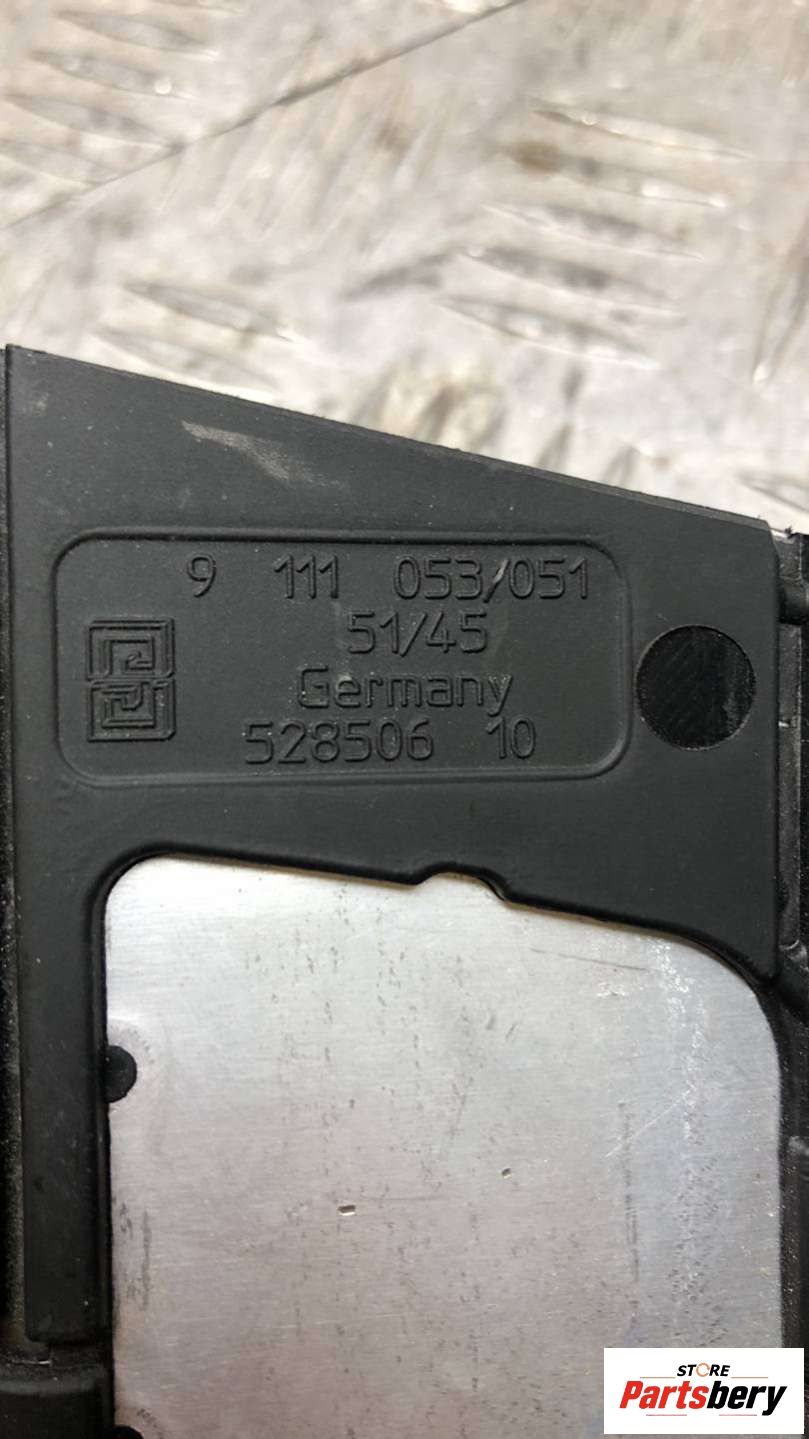 9 111 053/051
51/45
Germany
528506 10
STORE
Partsbery